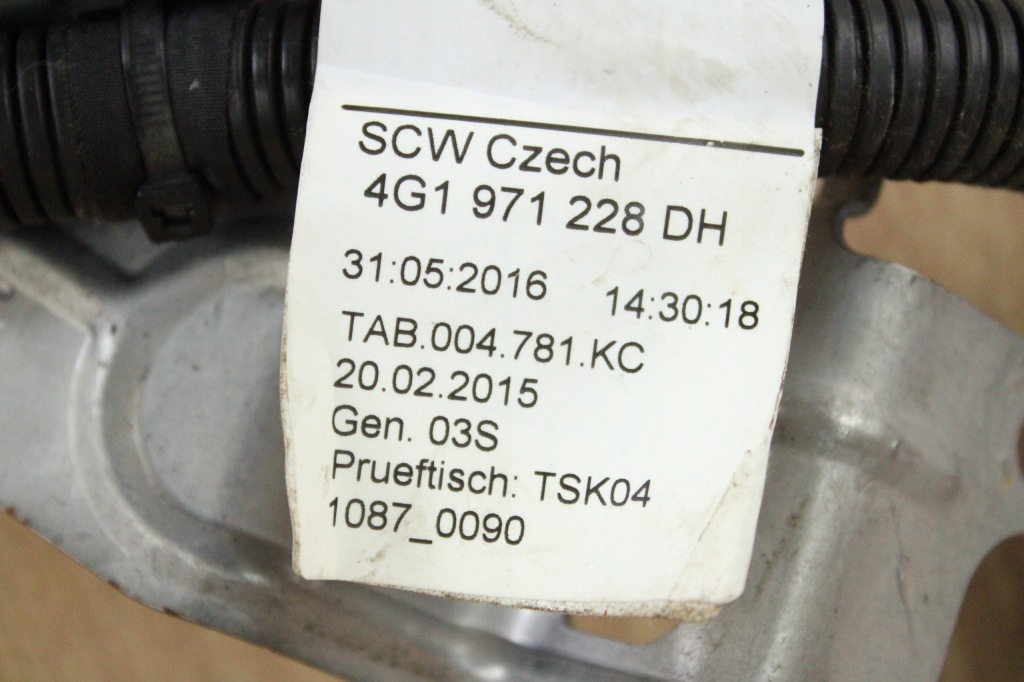 SCW Czech
4G1 971 228 DH
31:05:2016 14:30:18
TAB.004.781.KC
20.02.2015
Gen. 03S
Prueftisch: TSK04
1087_0090